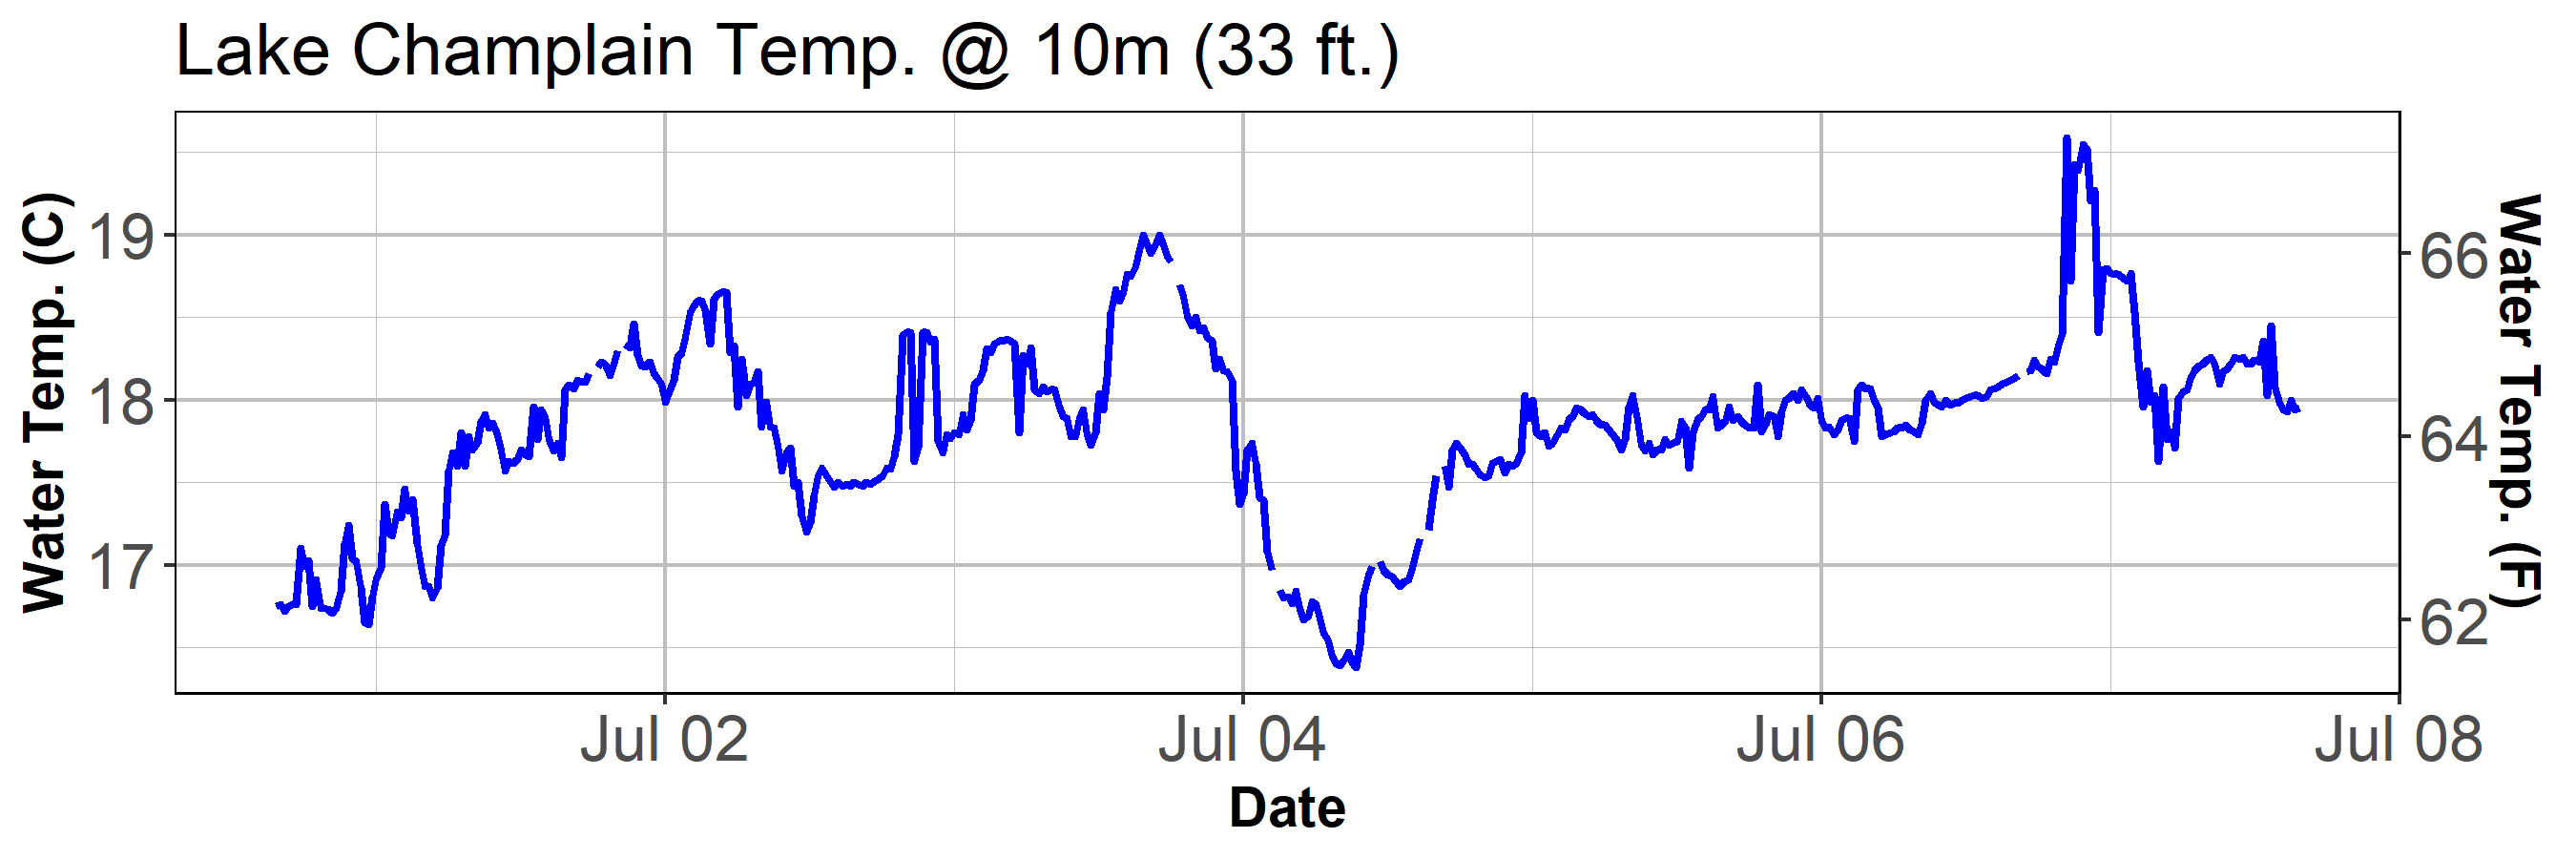 Lake Champlain Temp. @ 10m (33 ft.)
Water Temp. (C)
19
18
17
66
64
62
Water Temp. (F)
Jul 02
Jul 04
Jul 06
Jul 08
Date